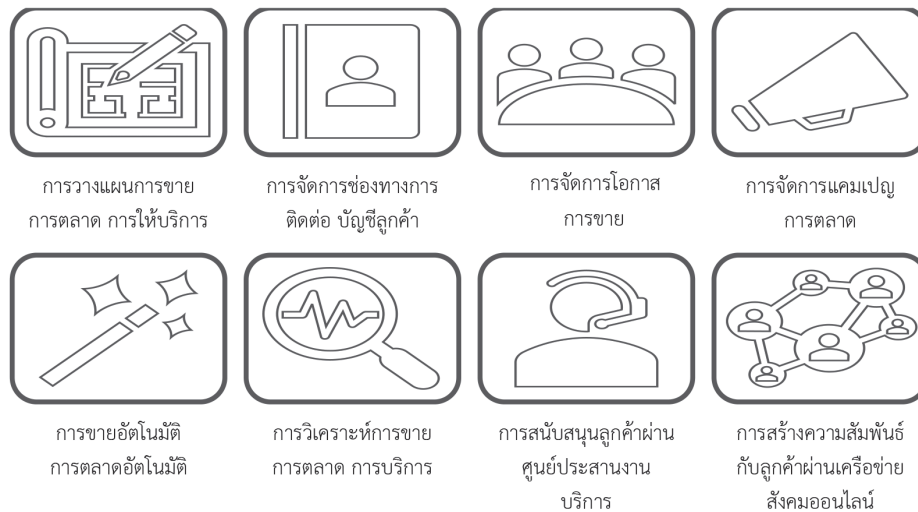 การวางแผนการขาย
การตลาด การให้บริการ
การจัดการช่องทางการ
ติดต่อ บัญชีลูกค้า
การจัดการโอกาส
การขาย
การจัดการแคมเปญ
การตลาด
การขายอัตโนมัติ
การตลาดอัตโนมัติ
การวิเคราะห์การขาย
การตลาด การบริการ
การสนับสนุนลูกค้าผ่าน
ศูนย์ประสานงาน
บริการ
การสร้างความสัมพันธ์
กับลูกค้าผ่านเครือข่าย
สังคมออนไลน์